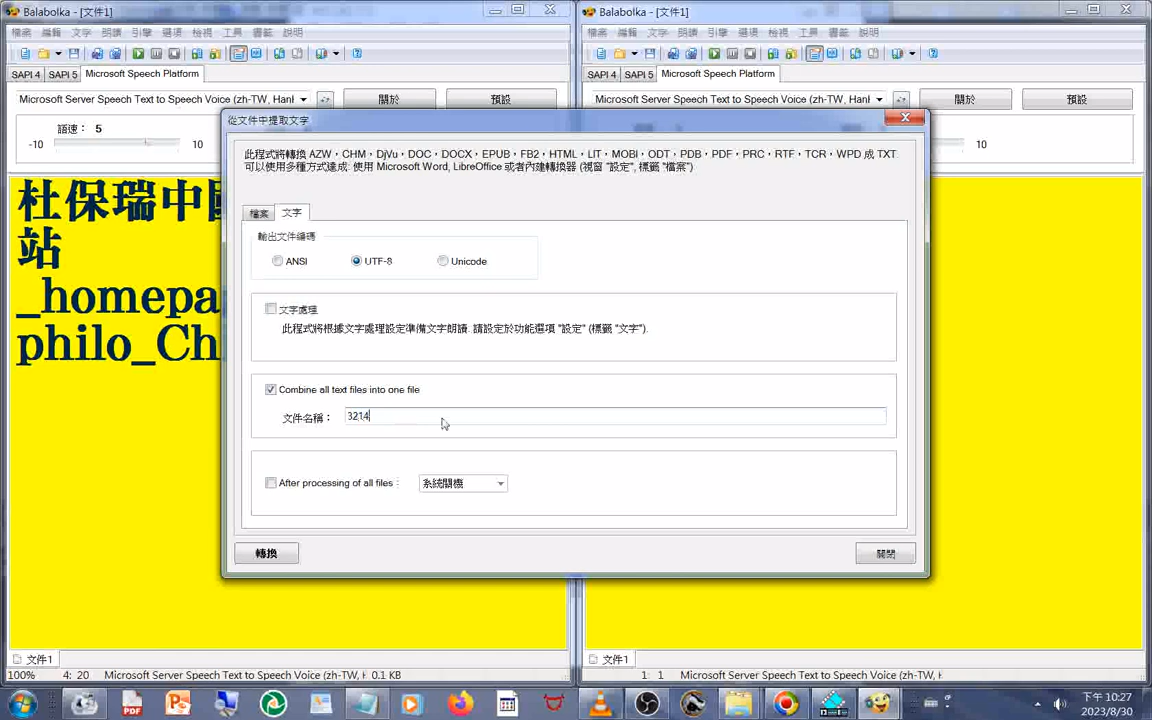 Balabolka - [文件1]
檔案 編輯 文字 朗讀 引擎 選項 檢視 工具 書籤 說明
SAPI 4 SAPI 5 Microsoft Speech Platform
Microsoft Server Speech Text to Speech Voice (zh-TW, Hanl
關於
預設
語速： 5
-10
10
杜保瑞中
站
_homepa
philo_Ch
文件1
100%
4: 20
Microsoft Server Speech Text to Speech Voice (zh-TW, H
0.1 KB
Balabolka - [文件1]
檔案 編輯 文字 朗讀 引擎 選項 檢視 工具 書籤 說明
SAPI 4 SAPI 5 Microsoft Speech Platform
Microsoft Server Speech Text to Speech Voice (zh-TW, Hanl
關於
預設
10
文件1
1: 1
Microsoft Server Speech Text to Speech Voice (zh-TW, Hanl
從文件中提取文字
此程式將轉換 AZW，CHM，DjVu，DOC，DOCX，EPUB，FB2，HTML，LIT，MOBI，ODT，PDB，PDF，PRC，RTF，TCR，WPD 成 TXT
可以使用多種方式達成: 使用 Microsoft Word, LibreOffice 或者內建轉換器 (視窗 "設定", 標籤 "檔案")
檔案 文字
輸出文件編碼
ANSI UTF-8 Unicode
文字處理
此程式將根據文字處理設定準備文字朗讀. 請設定於功能選項 "設定" (標籤 "文字").
Combine all text files into one file
文件名稱： 3214
After processing of all files : 系統關機
轉換
關閉
下午 10:27
2023/8/30